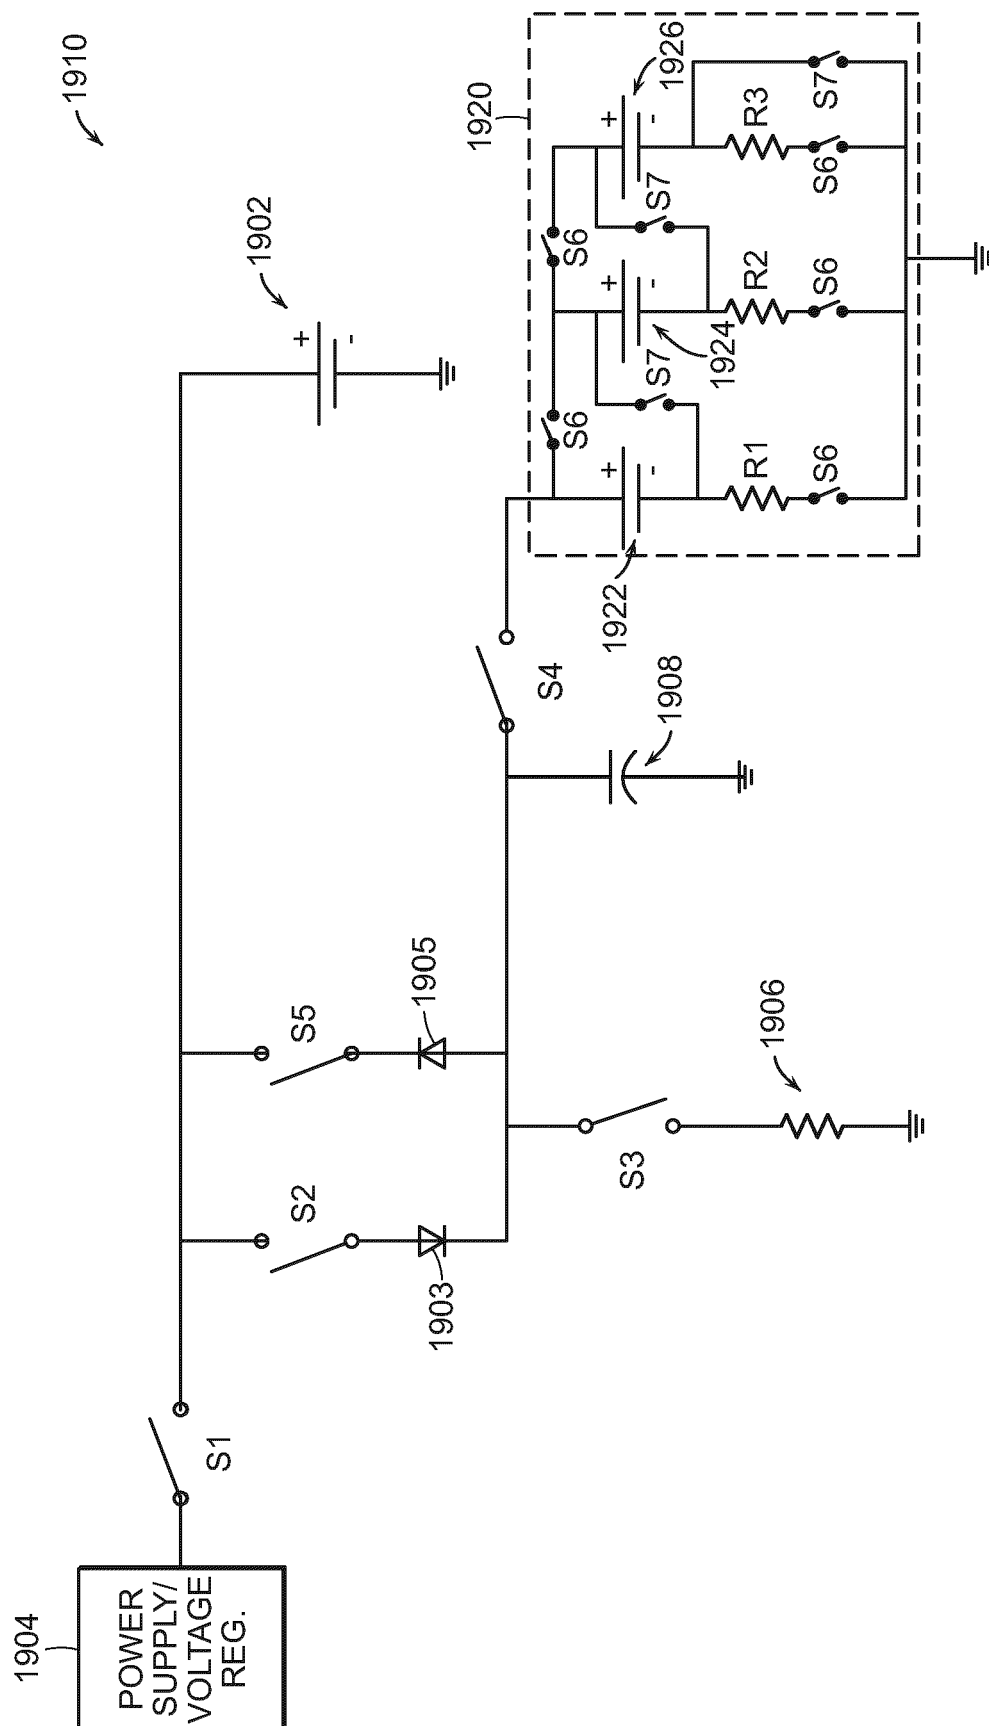 1910
1904
POWER
SUPPLY/
VOLTAGE
REG.
S1
S2
1903
S5
1905
1902
+
-
S3
1906
1908
S4
1920
1922
+
-
S6
S7
1924
+
-
S6
S7
1926
+
-
R1
S6
R2
S6
R3
S6
S7